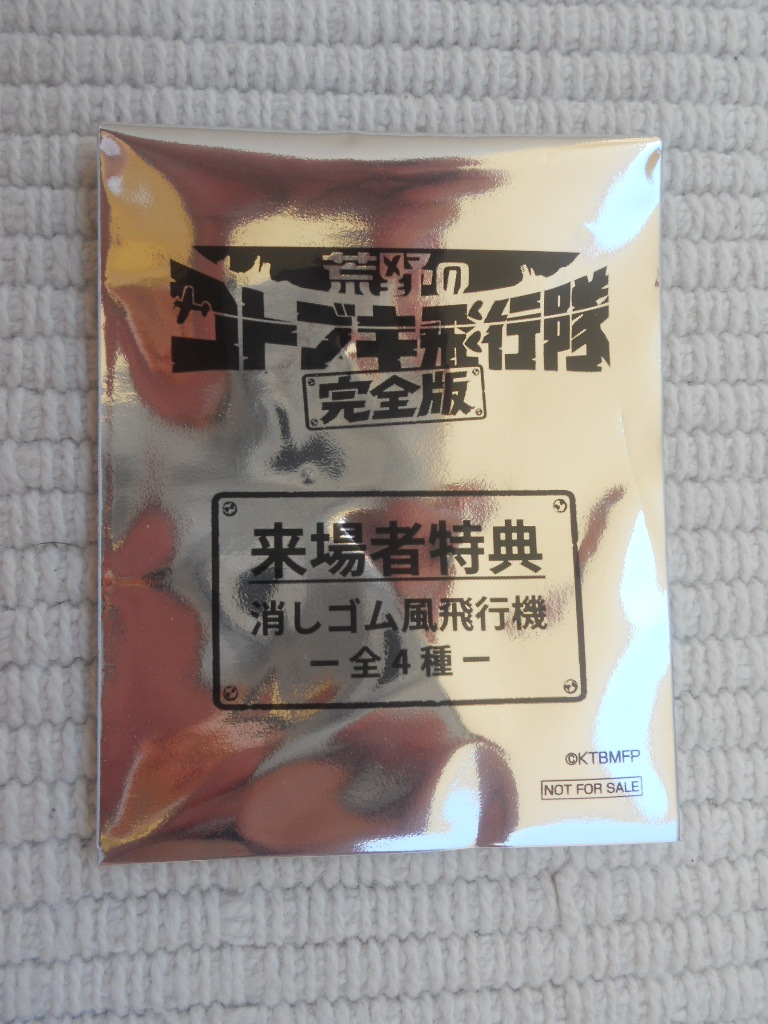 荒野の
コトブキ飛行隊
完全版
来場者特典
消しゴム風飛行機
ー全4種ー
©KTBMFP
NOT FOR SALE